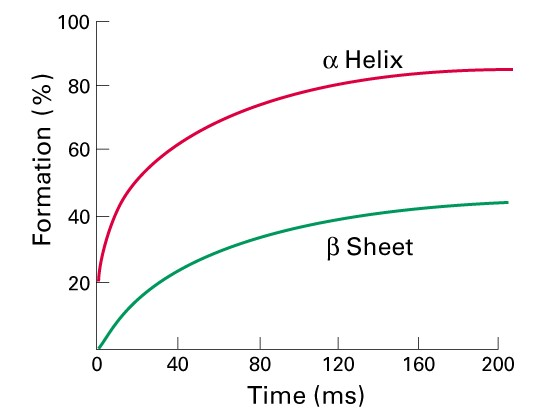 100
80
60
40
20
Formation (%)
α Helix
β Sheet
0 40 80 120 160 200
Time (ms)